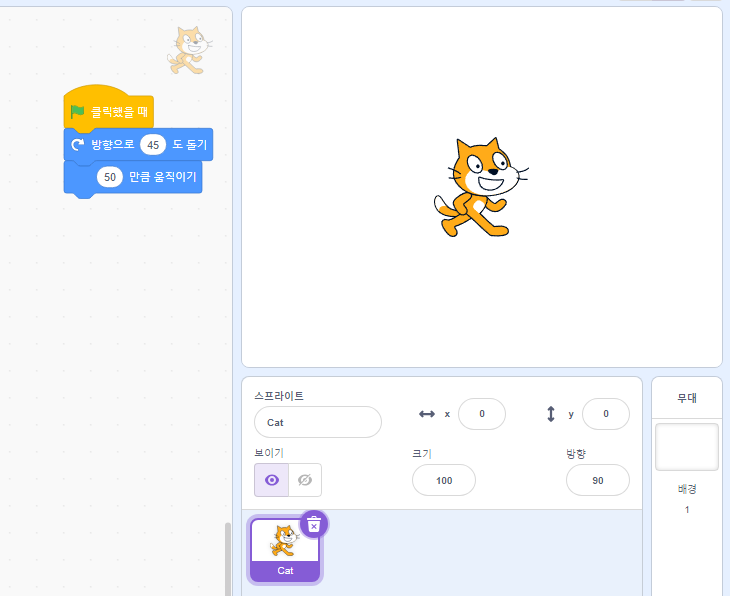 클릭했을 때
방향으로 45 도 돌기
50 만큼 움직이기
스프라이트
Cat
x 0
y 0
보이기
크기
100
방향
90
Cat
무대
배경
1